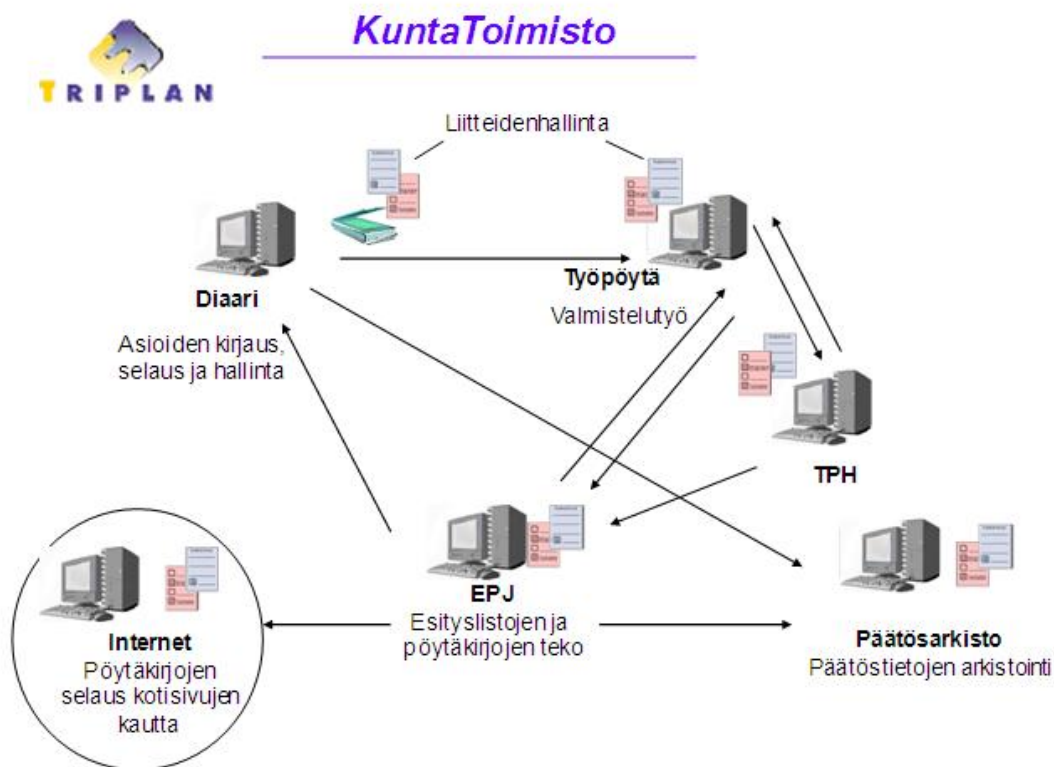 KuntaToimisto
TRIPLAN
Liitteidenhallinta
Diaari
Asioiden kirjaus,
selaus ja hallinta
Työpöytä
Valmistelutyö
TPH
EPJ
Esityslistojen ja
pöytäkirjojen teko
Internet
Pöytäkirjojen
selaus kotisivujen
kautta
Päätösarkisto
Päätöstietojen arkistointi